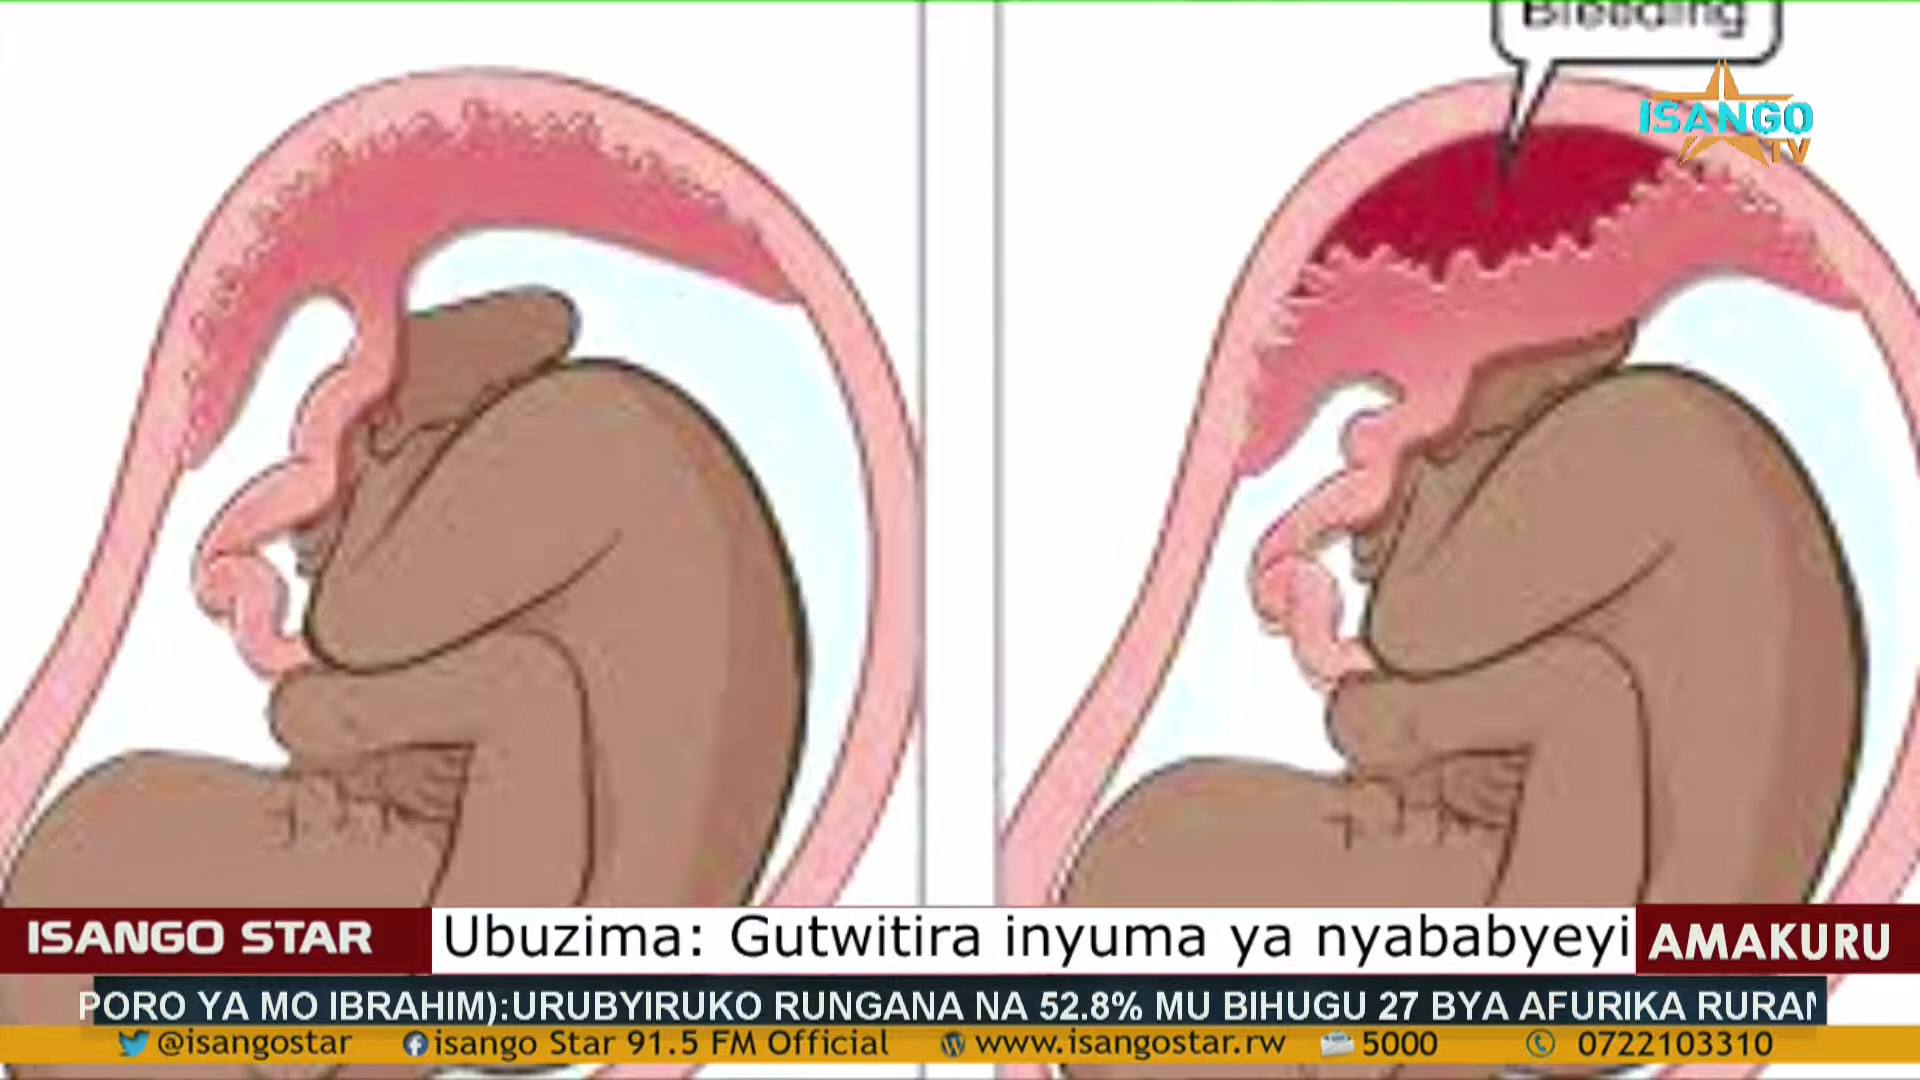 Bleeding
ISANGO
TV
ISANGO STAR
Ubuzima: Gutwitira inyuma ya nyababyeyi
AMAKURU
PORO YA MO IBRAHIM):URUBYIRUKO RUNGANA NA 52.8% MU BIHUGU 27 BYA AFURIKA
@isangostar isango Star 91.5 FM Official www.isangostar.rw 5000 0722103310